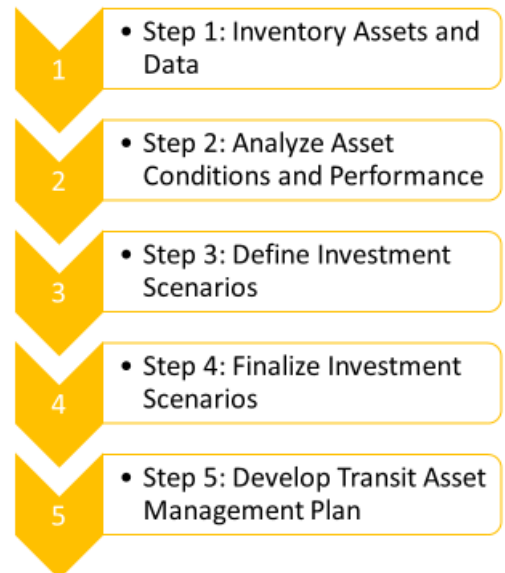 1
• Step 1: Inventory Assets and
Data
2
• Step 2: Analyze Asset
Conditions and Performance
3
• Step 3: Define Investment
Scenarios
4
• Step 4: Finalize Investment
Scenarios
5
• Step 5: Develop Transit Asset
Management Plan